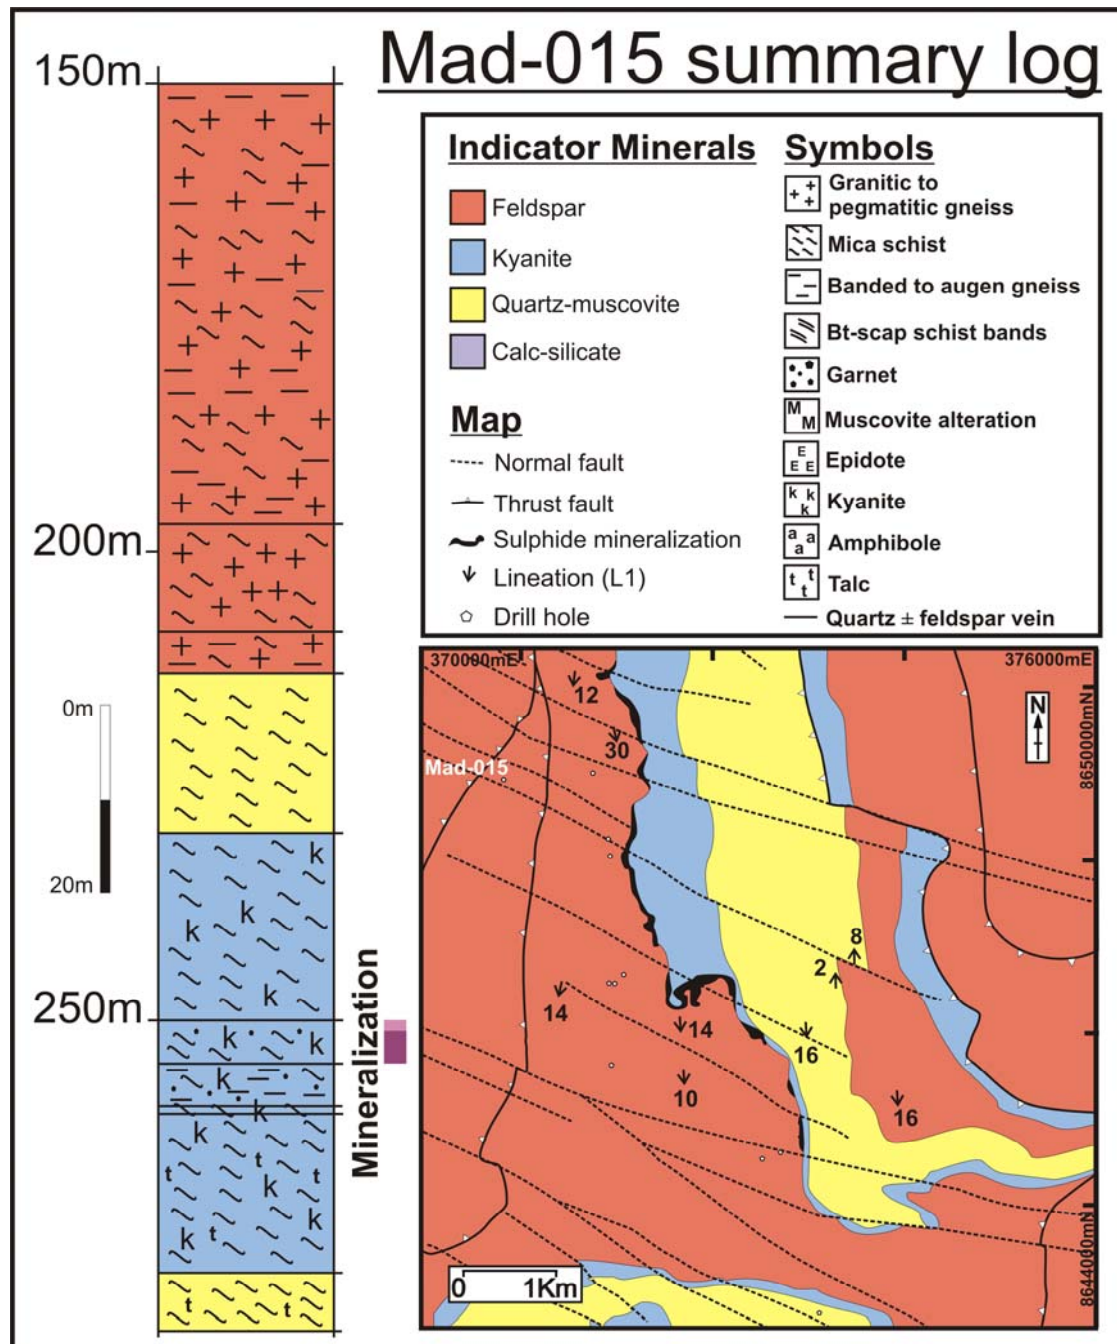 Mad-015 summary log
150m
200m
250m
0m
20m
Mineralization
Indicator Minerals
Feldspar
Kyanite
Quartz-muscovite
Calc-silicate
Map
Normal fault
Thrust fault
Sulphide mineralization
Lineation (L1)
Drill hole
Symbols
Granitic to
pegmatitic gneiss
Mica schist
Banded to augen gneiss
Bt-scap schist bands
Garnet
M
M
Muscovite alteration
E
E E
Epidote
k k
k
Kyanite
a a
a
Amphibole
t t
t
Talc
Quartz ± feldspar vein
k
k
k
k
k
k
k
k
k
t t
t
k
k
k
t
t t
370000mE
376000mE
N
8650000mN
12
30
Mad-015
8
2
14
14
16
10
16
8644000mN
0 1Km